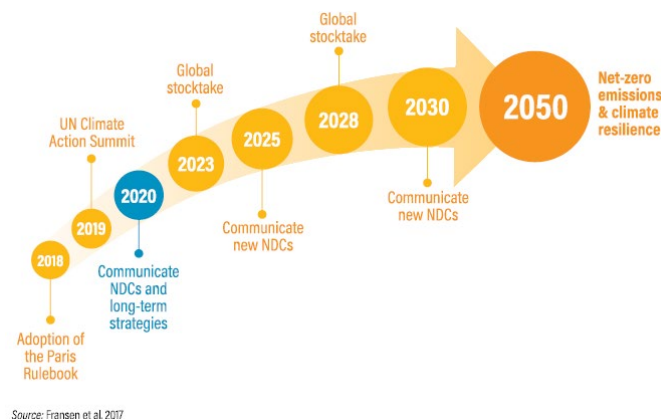 Global
stocktake
Global
stocktake
UN Climate
Action Summit
2018
2019
2020
2023
2025
2028
2030
2050
Net-zero
emissions
& climate
resilience
Communicate
new NDCs
Communicate
new NDCs
Communicate
NDCs and
long-term
strategies
Adoption of
the Paris
Rulebook
Source: Fransen et al. 2017